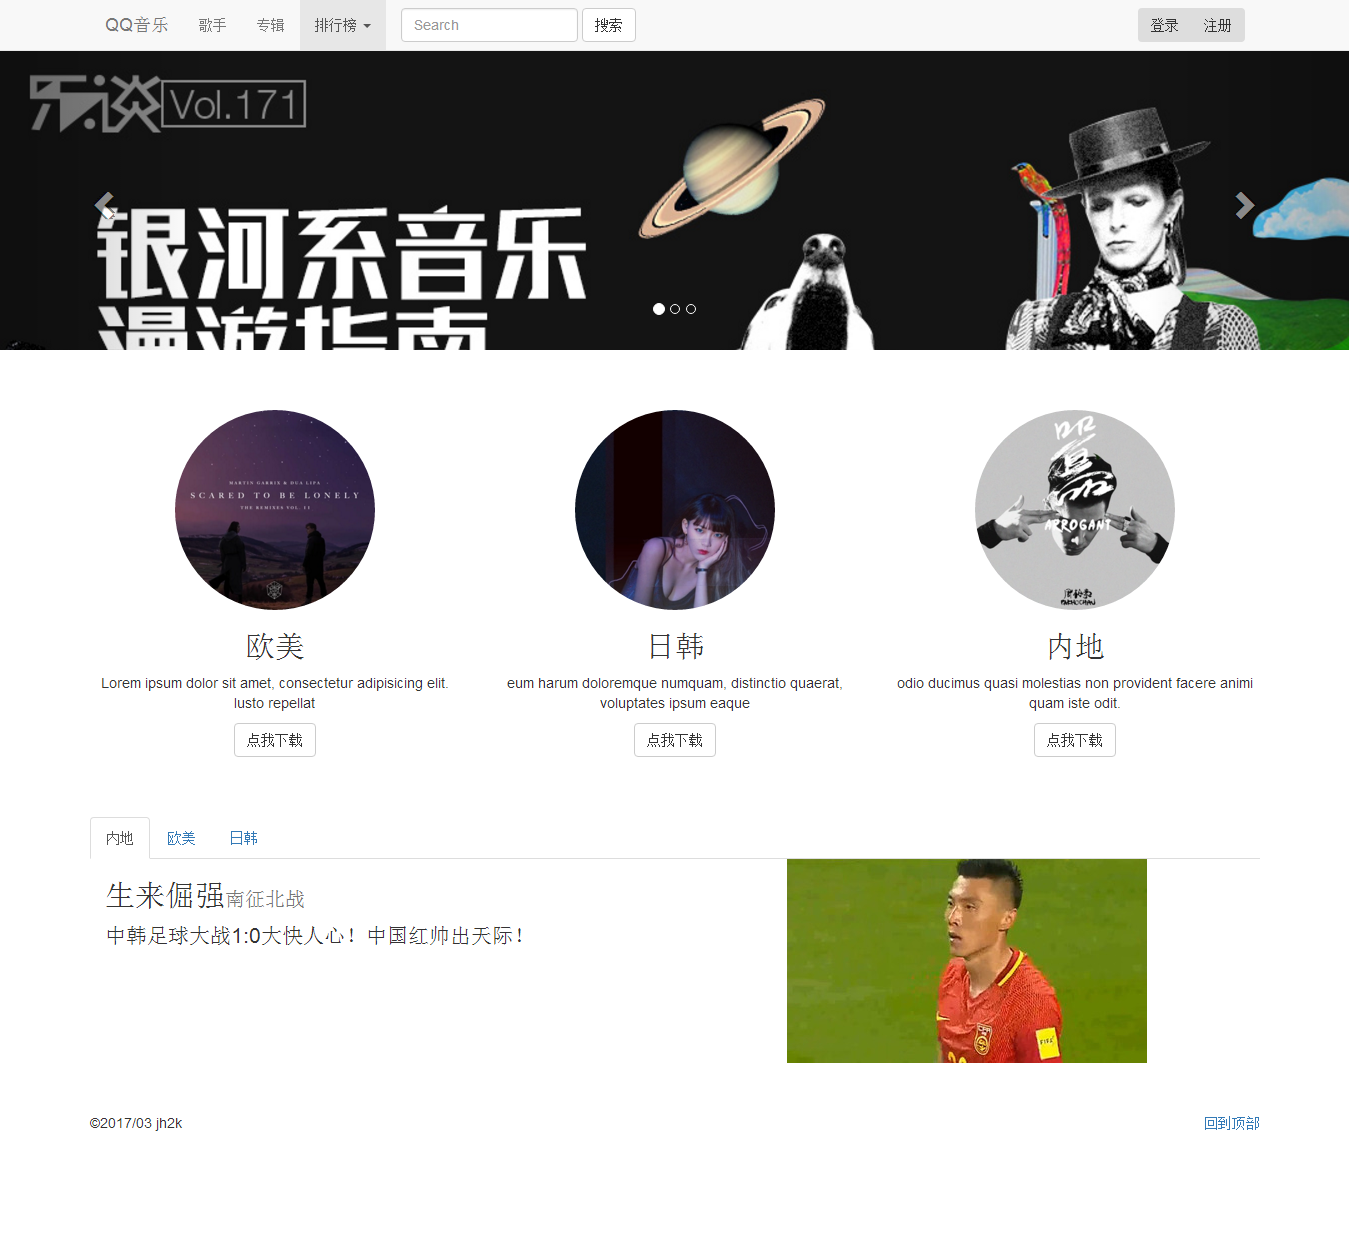 QQ音乐 歌手 专辑 排行榜 Search 搜索 登录 注册
乐谈 Vol.171
银河系音乐
漫游指南
MARTIN GARRIX & DUA LIPA
SCARED TO BE LONELY
THE REMIXES VOL. II
嚣
ARROGANT
欧美 日韩 内地
Lorem ipsum dolor sit amet, consectetur adipisicing elit.
Iusto repellat
eum harum doloremque numquam, distinctio quaerat,
voluptates ipsum eaque
odio ducimus quasi molestias non provident facere animi
quam iste odit.
点我下载 点我下载 点我下载
内地 欧美 日韩
生来倔强南征北战
中韩足球大战1:0大快人心！中国红帅出天际！
FIFA
©2017/03 jh2k 回到顶部